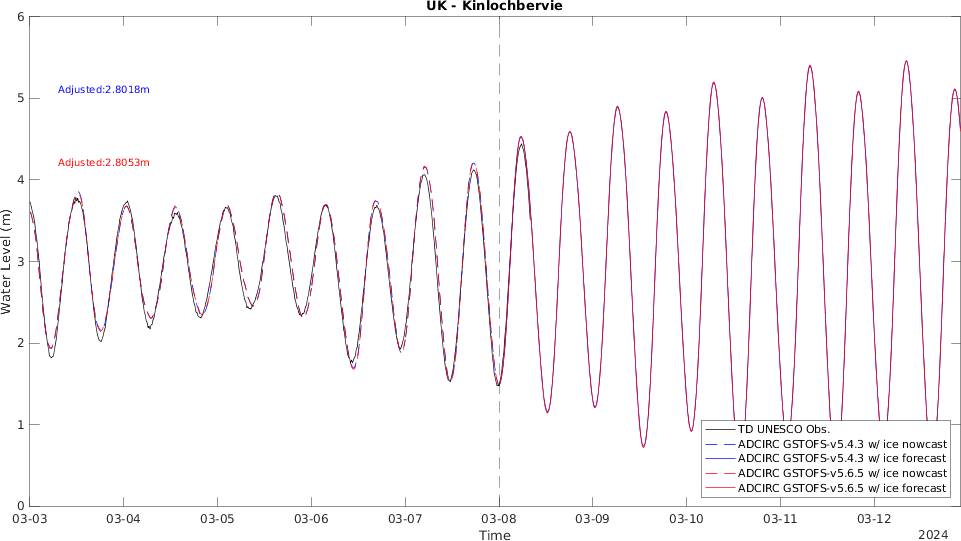 UK - Kinlochbervie
6
5
4
3
2
1
0
Water Level (m)
Adjusted:2.8018m
Adjusted:2.8053m
TD UNESCO Obs.
ADCIRC GSTOFS-v5.4.3 w/ ice nowcast
ADCIRC GSTOFS-v5.4.3 w/ ice forecast
ADCIRC GSTOFS-v5.6.5 w/ ice nowcast
ADCIRC GSTOFS-v5.6.5 w/ ice forecast
03-03 03-04 03-05 03-06 03-07 03-08 03-09 03-10 03-11 03-12
Time
2024